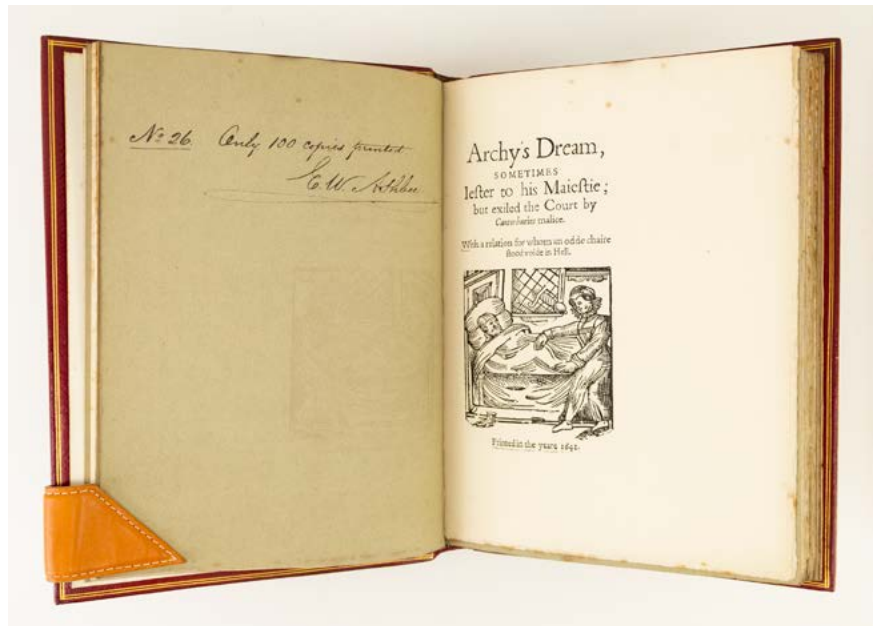 No 26. Only 100 copies printed
E. W. Ashbee
Archy's Dream,
SOMETIMES
Ieſter to his Maieſtie;
but exiled the Court by
Canterburies malice.
With a relation for whom an odde chaire
ſtood voide in Hell.
Printed in the yeare 1641.